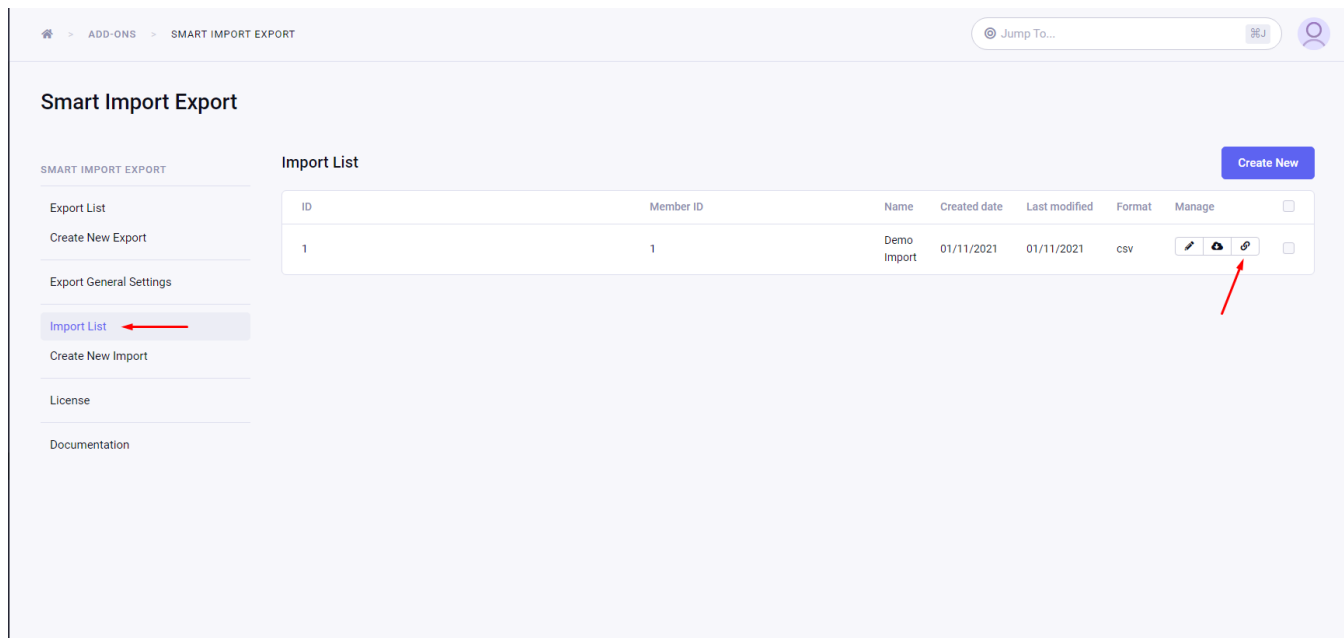 > ADD-ONS > SMART IMPORT EXPORT
Jump To... ⌘J
Smart Import Export
SMART IMPORT EXPORT
Export List
Create New Export
Export General Settings
Import List
Create New Import
License
Documentation
Import List
Create New
ID Member ID Name Created date Last modified Format Manage
1 1 Demo Import 01/11/2021 01/11/2021 csv